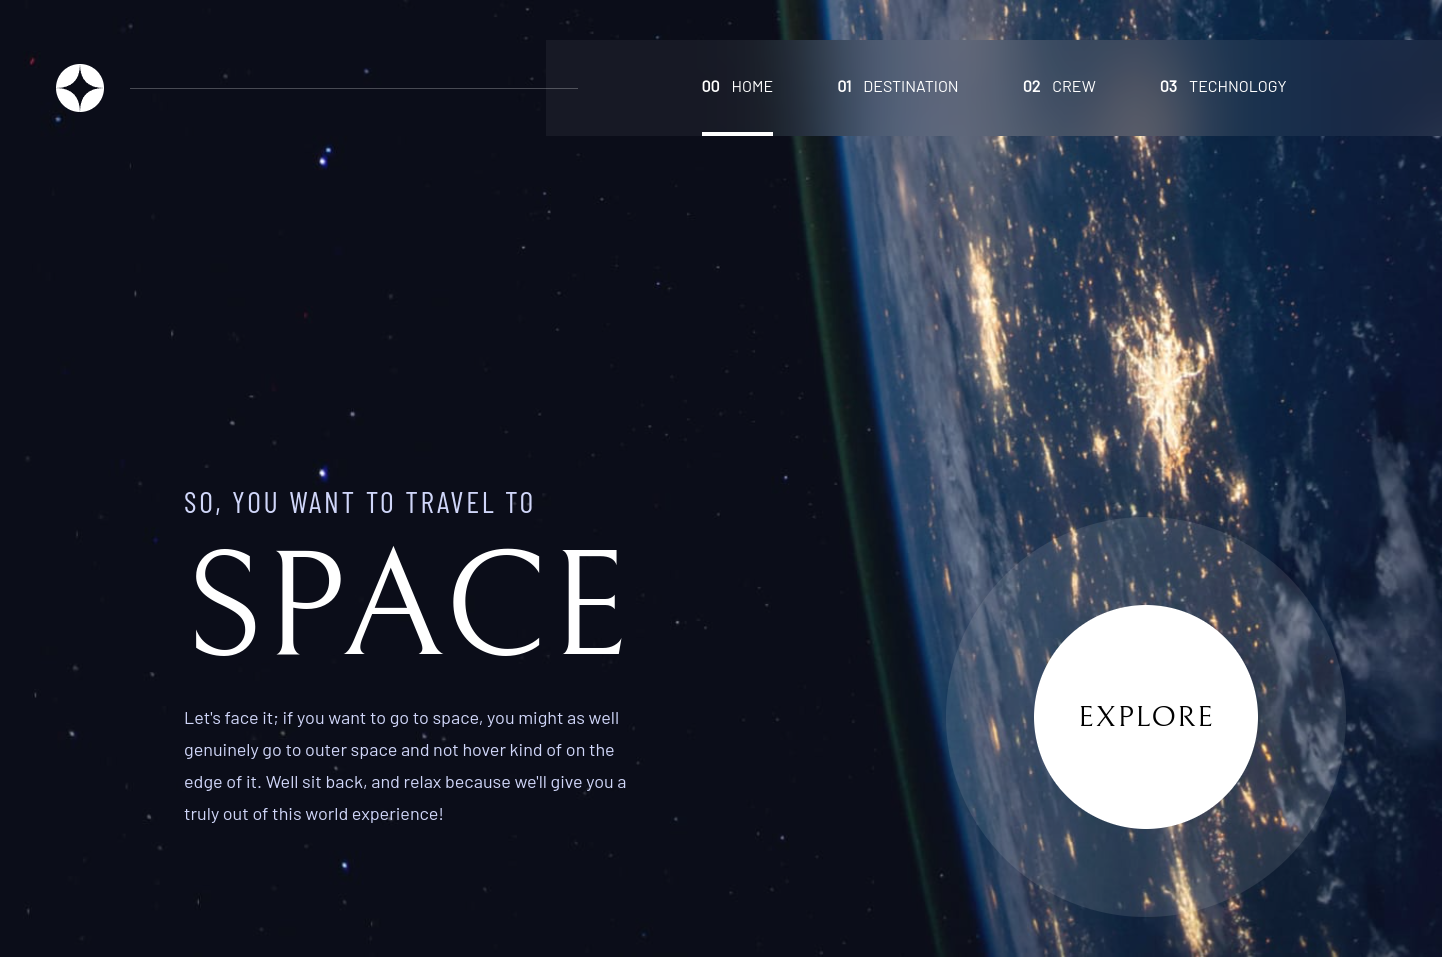 00 HOME 01 DESTINATION 02 CREW 03 TECHNOLOGY
SO, YOU WANT TO TRAVEL TO
SPACE
Let's face it; if you want to go to space, you might as well
genuinely go to outer space and not hover kind of on the
edge of it. Well sit back, and relax because we'll give you a
truly out of this world experience!
EXPLORE